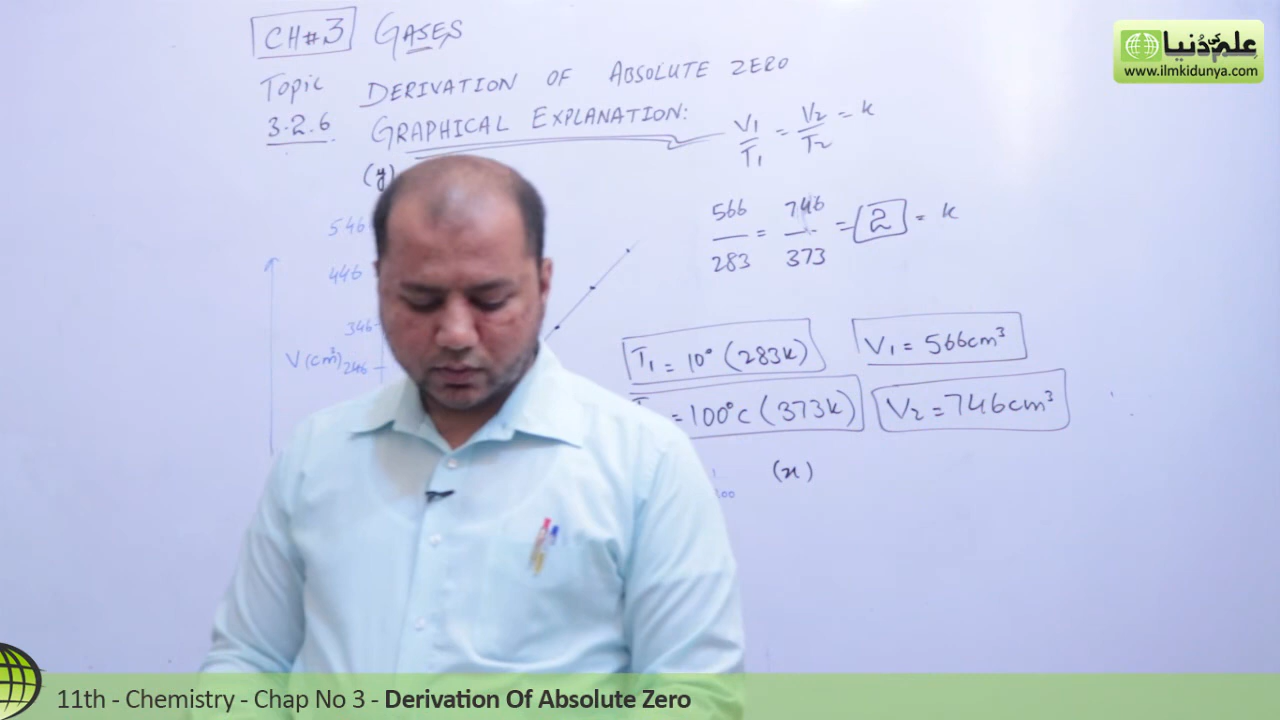 CH#3 GASES
Topic DERIVATION OF ABSOLUTE ZERO
3.2.6 GRAPHICAL EXPLANATION:
V1/T1 = V2/T2 = k
(y)
566/283 = 746/373 = 2 = k
546
446
346
V(cm³) 246
T1 = 10° (283k) V1 = 566cm³
= 100°C (373k) V2 = 746cm³
(x)
علم کی دُنیا
www.ilmkidunya.com
11th - Chemistry - Chap No 3 - Derivation Of Absolute Zero